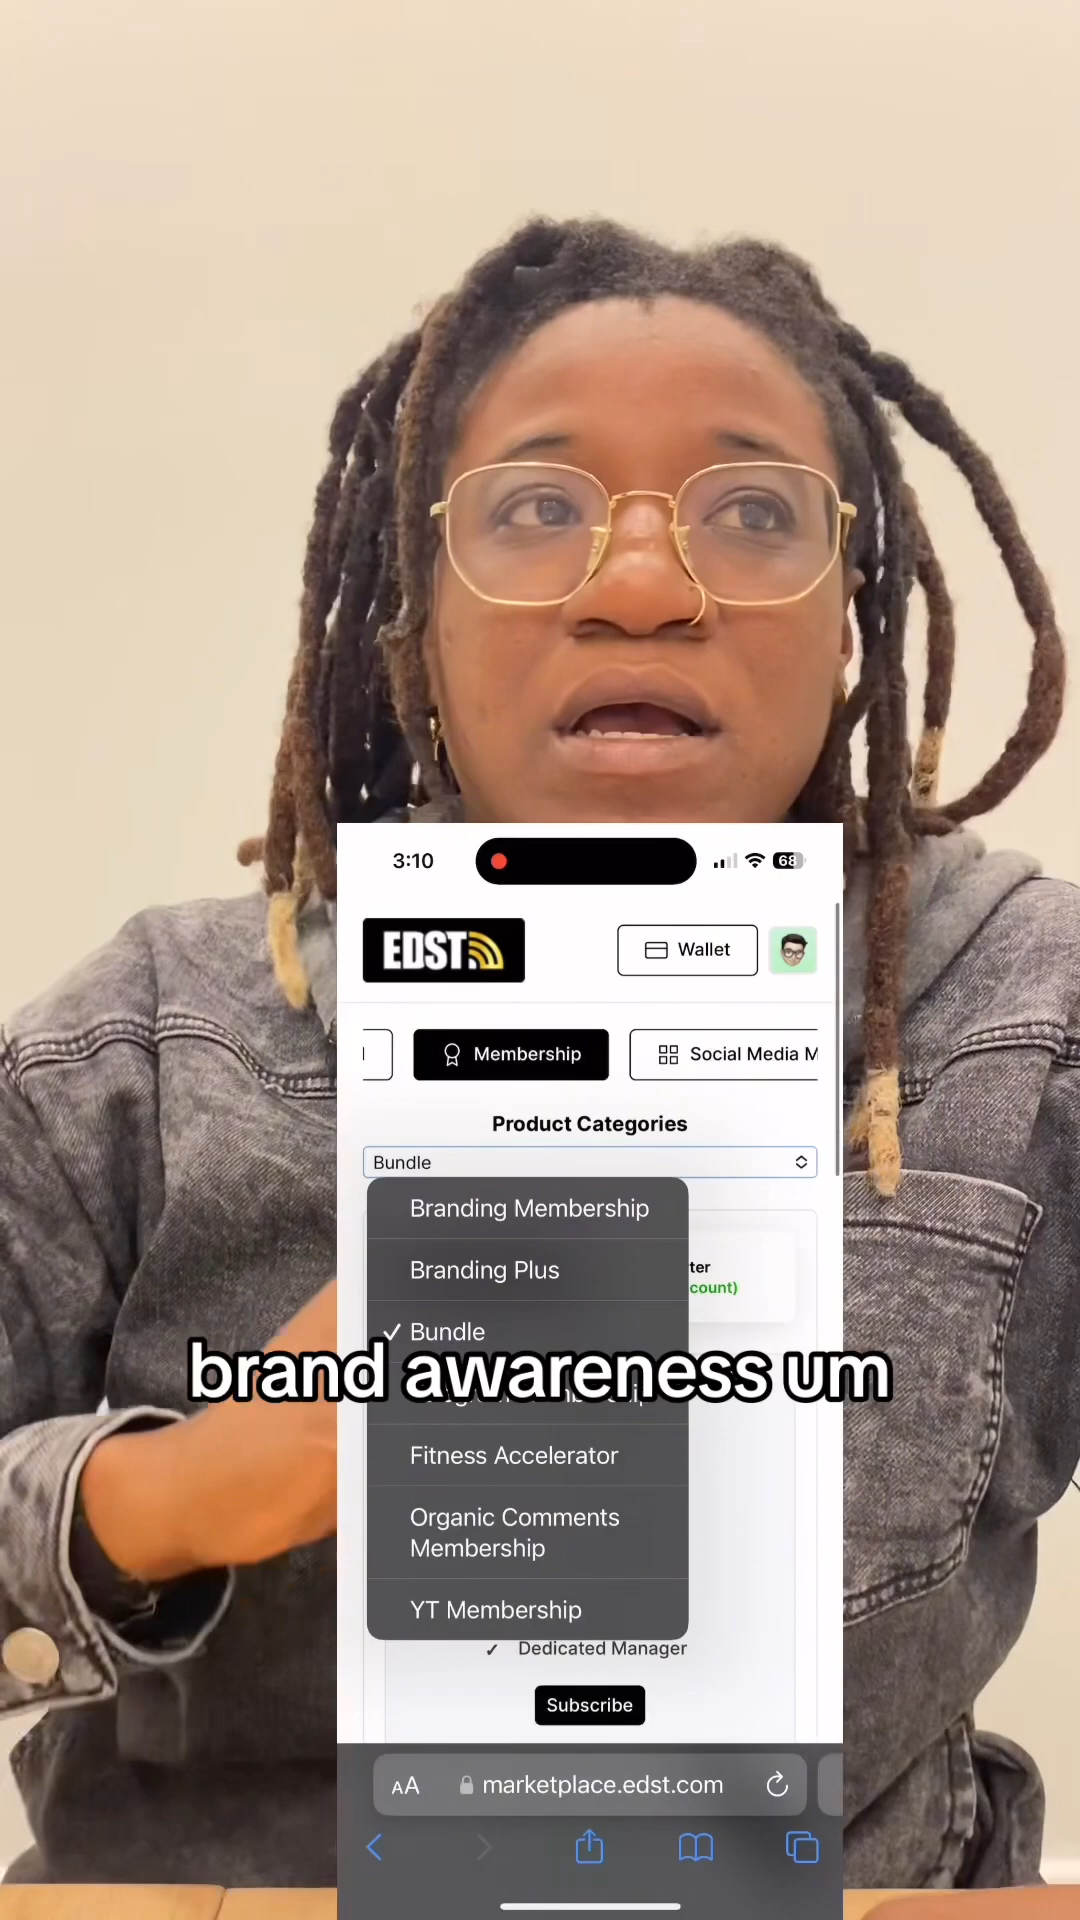 3:10
68
EDST
Wallet
Membership
Social Media M
Product Categories
Bundle
Branding Membership
Branding Plus
ter
count)
Bundle
brand awareness um
Fitness Accelerator
Organic Comments
Membership
YT Membership
Dedicated Manager
Subscribe
AA
marketplace.edst.com